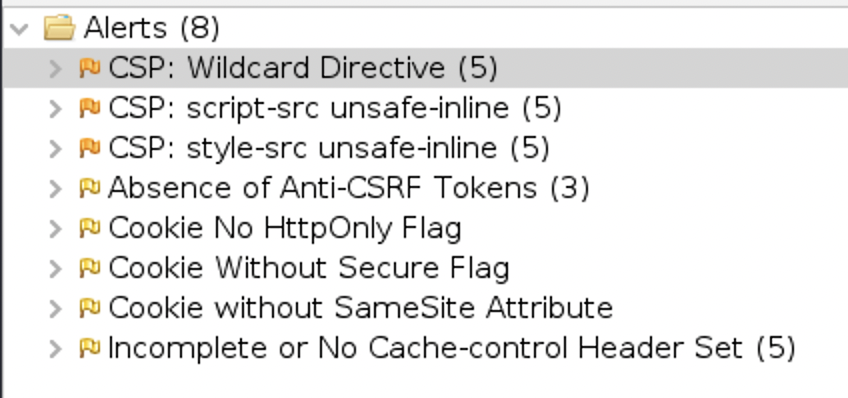 Alerts (8)
CSP: Wildcard Directive (5)
CSP: script-src unsafe-inline (5)
CSP: style-src unsafe-inline (5)
Absence of Anti-CSRF Tokens (3)
Cookie No HttpOnly Flag
Cookie Without Secure Flag
Cookie without SameSite Attribute
Incomplete or No Cache-control Header Set (5)